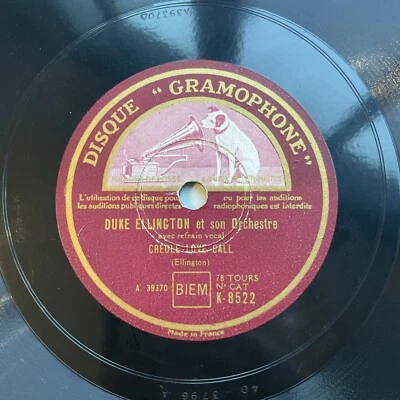 DISQUE "GRAMOPHONE"
L'utilisation de ce disque pour ou pour les auditions
les auditions publiques directes radiophoniques est interdite
DUKE ELLINGTON et son Orchestre
avec refrain vocal
CREOLE LOVE CALL
(Ellington)
78 TOURS
A. 39370 BIEM N° CAT
K-8522
Made in France